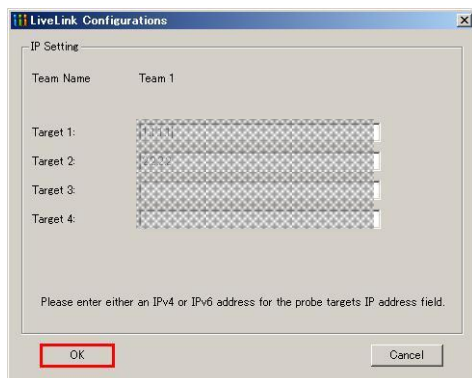 LiveLink Configurations
IP Setting
Team Name Team 1
Target 1:
Target 2:
Target 3:
Target 4:
Please enter either an IPv4 or IPv6 address for the probe targets IP address field.
OK Cancel